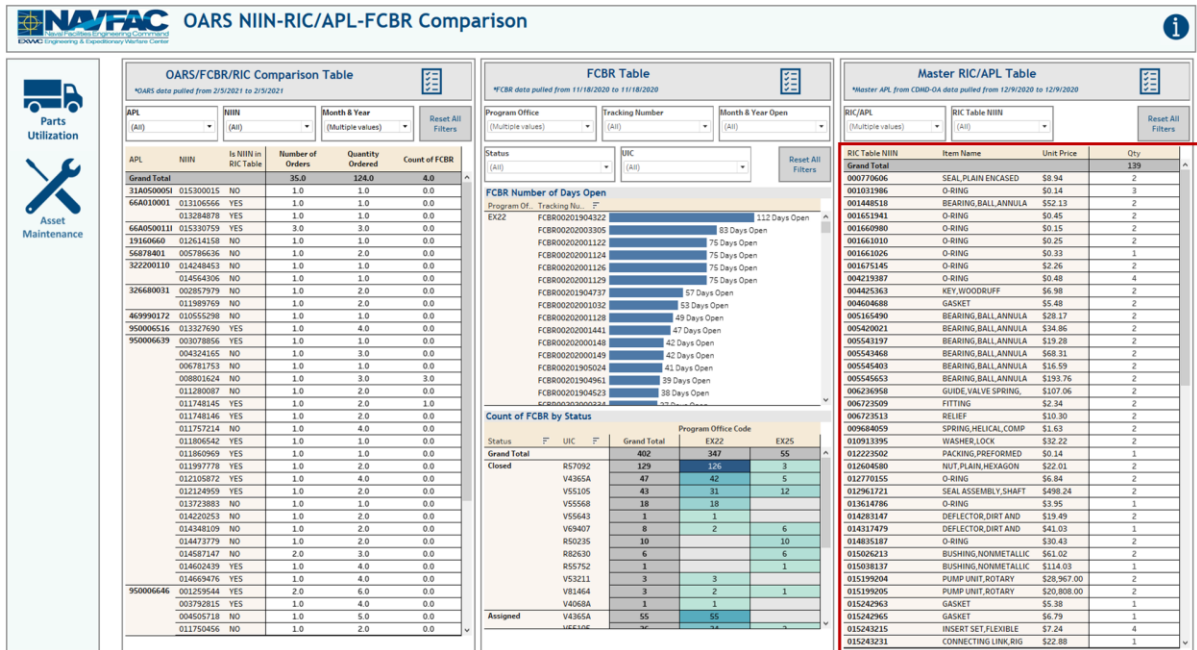 NAVFAC
Naval Facilities Engineering Command
EXWC Engineering & Expeditionary Warfare Center
OARS NIIN-RIC/APL-FCBR Comparison
i
Parts
Utilization
Asset
Maintenance
OARS/FCBR/RIC Comparison Table
*OARS data pulled from 2/5/2021 to 2/5/2021
APL NIIN Month & Year
(All) (All) (Multiple values)
Reset All
Filters
APL NIIN Is NIIN in RIC Table Number of Orders Quantity Ordered Count of FCBR
Grand Total 35.0 124.0 4.0
31A050005I 015300015 NO 1.0 1.0 0.0
66A010001 013106566 YES 1.0 1.0 0.0
013284878 YES 1.0 1.0 0.0
66A050011I 015330759 YES 3.0 3.0 0.0
19160660 012614158 NO 1.0 1.0 0.0
56878401 005786636 NO 1.0 2.0 0.0
322200110 014248453 NO 1.0 1.0 0.0
014564306 NO 1.0 1.0 0.0
326680031 002857979 NO 1.0 2.0 0.0
011989769 NO 1.0 2.0 0.0
469990172 010555298 NO 1.0 1.0 0.0
950006516 013327690 YES 1.0 4.0 0.0
950006639 003078856 YES 1.0 1.0 0.0
004324165 NO 1.0 3.0 0.0
006781753 NO 1.0 1.0 0.0
008801624 NO 1.0 3.0 3.0
011280087 NO 1.0 2.0 0.0
011748145 YES 1.0 2.0 1.0
011748146 YES 1.0 2.0 0.0
011757214 NO 1.0 4.0 0.0
011806542 YES 1.0 1.0 0.0
011860969 YES 1.0 1.0 0.0
011997778 YES 1.0 2.0 0.0
012105872 YES 1.0 4.0 0.0
012124959 YES 1.0 2.0 0.0
013723883 NO 1.0 1.0 0.0
014220253 NO 1.0 2.0 0.0
014348109 NO 1.0 2.0 0.0
014473779 NO 1.0 2.0 0.0
014587147 NO 2.0 3.0 0.0
014602439 YES 1.0 4.0 0.0
014669476 YES 1.0 4.0 0.0
950006646 001259544 YES 2.0 6.0 0.0
003792815 YES 1.0 4.0 0.0
004505718 NO 1.0 5.0 0.0
011750456 NO 1.0 2.0 0.0
FCBR Table
*FCBR data pulled from 11/18/2020 to 11/18/2020
Program Office Tracking Number Month & Year Open
(Multiple values) (All) (All)
Status UIC
(All) (All)
Reset All
Filters
FCBR Number of Days Open
Program Of.. Tracking Nu..
EX22 FCBR00201904322 112 Days Open
FCBR00202003305 83 Days Open
FCBR00202001122 75 Days Open
FCBR00202001124 75 Days Open
FCBR00202001126 75 Days Open
FCBR00202001129 75 Days Open
FCBR00201904737 57 Days Open
FCBR00202001032 53 Days Open
FCBR00202001128 49 Days Open
FCBR00202001441 47 Days Open
FCBR00202000148 42 Days Open
FCBR00202000149 42 Days Open
FCBR00201905024 41 Days Open
FCBR00201904961 39 Days Open
FCBR00201904523 38 Days Open
Count of FCBR by Status
Program Office Code
Status UIC Grand Total EX22 EX25
Grand Total 402 347 55
Closed R57092 129 126 3
V4365A 47 42 5
V55105 43 31 12
V55568 18 18
V55643 1 1
V69407 8 2 6
R50235 10 10
R82630 6 6
R55752 1 1
V53211 3 3
V81464 3 2 1
V4068A 1 1
Assigned V4365A 55 55
Master RIC/APL Table
*Master APL from CDMD-OA data pulled from 12/9/2020 to 12/9/2020
RIC/APL RIC Table NIIN
(Multiple values) (All)
Reset All
Filters
RIC Table NIIN Item Name Unit Price Qty
Grand Total 139
000770606 SEAL,PLAIN ENCASED $8.94 2
001031986 O-RING $0.14 3
001448518 BEARING,BALL,ANNULA $52.13 2
001651941 O-RING $0.45 2
001660980 O-RING $0.15 2
001661010 O-RING $0.25 2
001661026 O-RING $0.33 1
001675145 O-RING $2.26 2
004219387 O-RING $0.48 4
004425363 KEY,WOODRUFF $6.98 2
004604688 GASKET $5.48 2
005165490 BEARING,BALL,ANNULA $28.17 2
005420021 BEARING,BALL,ANNULA $34.86 2
005543197 BEARING,BALL,ANNULA $19.28 2
005543468 BEARING,BALL,ANNULA $68.31 2
005545403 BEARING,BALL,ANNULA $16.59 2
005545653 BEARING,BALL,ANNULA $193.76 2
006236958 GUIDE,VALVE SPRING, $107.06 2
006723509 FITTING $2.34 2
006723513 RELIEF $10.30 2
009684059 SPRING,HELICAL,COMP $1.63 2
010913395 WASHER,LOCK $32.22 2
012223502 PACKING,PREFORMED $0.14 1
012604580 NUT,PLAIN,HEXAGON $22.01 2
012770155 O-RING $6.84 2
012961721 SEAL ASSEMBLY,SHAFT $498.24 2
013614786 O-RING $3.95 1
014283147 DEFLECTOR,DIRT AND $19.49 2
014317479 DEFLECTOR,DIRT AND $41.03 1
014835187 O-RING $30.43 2
015026213 BUSHING,NONMETALLIC $61.02 2
015038137 BUSHING,NONMETALLIC $114.03 1
015199204 PUMP UNIT,ROTARY $28,967.00 2
015199205 PUMP UNIT,ROTARY $20,808.00 2
015242963 GASKET $5.38 1
015242965 GASKET $6.79 1
015243215 INSERT SET,FLEXIBLE $7.24 4
015243231 CONNECTING LINK,RIG $22.88 1